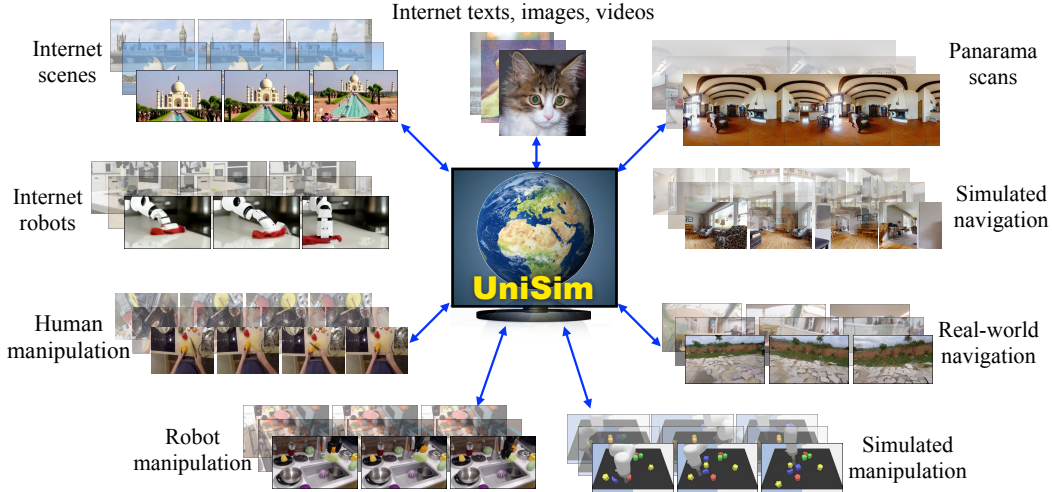 Internet texts, images, videos
Internet
scenes
Panarama
scans
Internet
robots
Simulated
navigation
UniSim
Human
manipulation
Real-world
navigation
Robot
manipulation
Simulated
manipulation